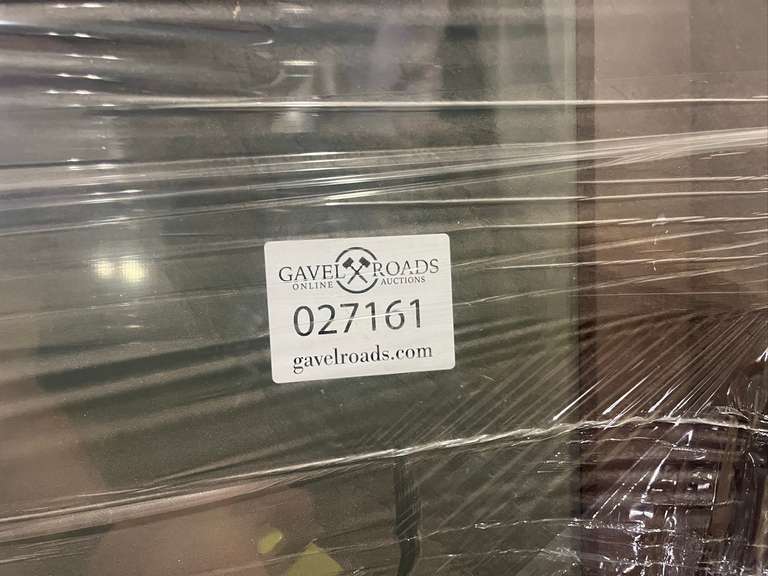 GAVEL ROADS
ONLINE AUCTIONS
027161
gavelroads.com